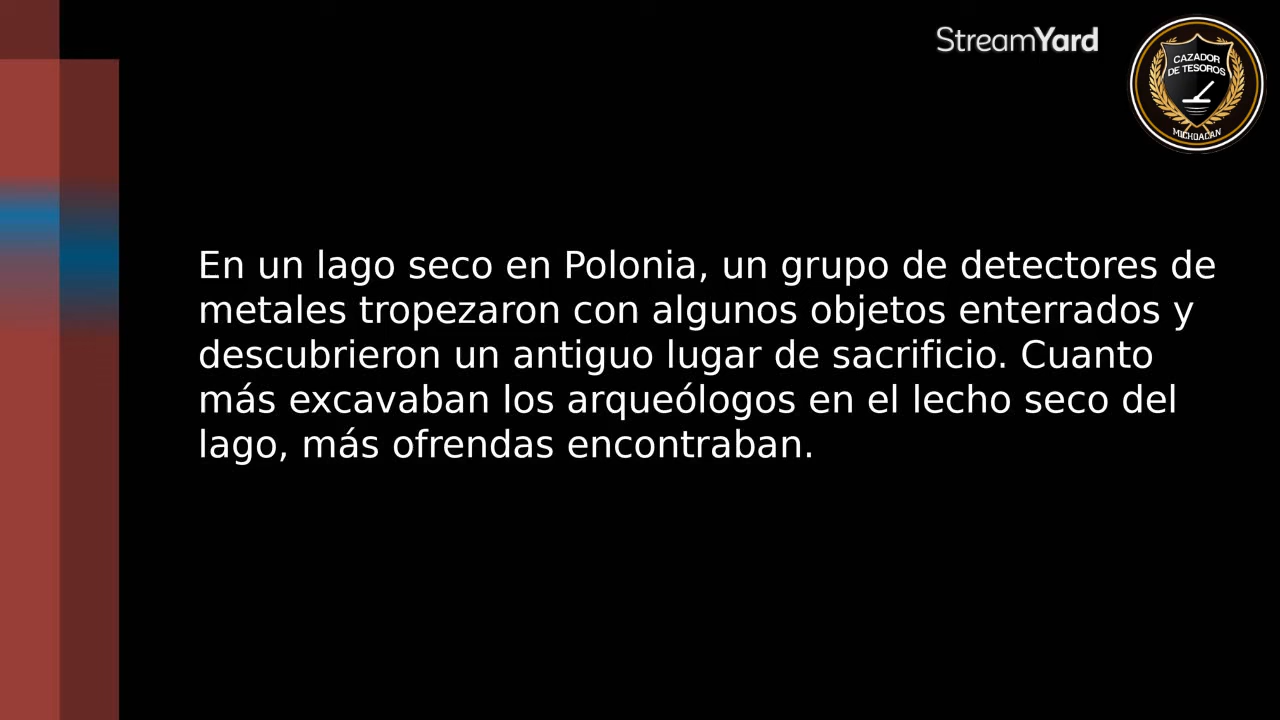 StreamYard
CAZADOR
DE TESOROS
MICHOACAN
En un lago seco en Polonia, un grupo de detectores de
metales tropezaron con algunos objetos enterrados y
descubrieron un antiguo lugar de sacrificio. Cuanto
más excavaban los arqueólogos en el lecho seco del
lago, más ofrendas encontraban.